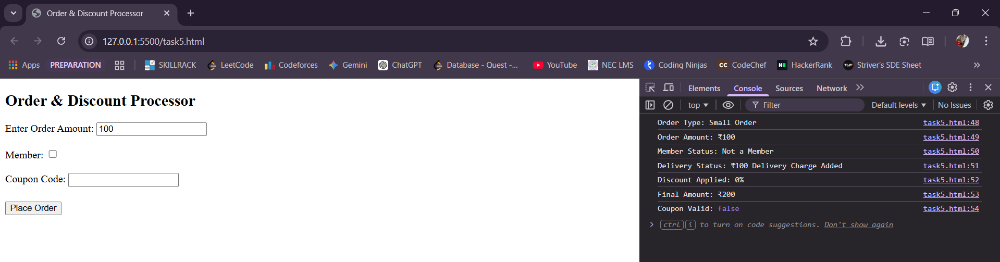 Order & Discount Processor
127.0.0.1:5500/task5.html
Apps PREPARATION SKILLRACK LeetCode Codeforces Gemini ChatGPT Database - Quest -... YouTube NEC LMS Coding Ninjas CC CodeChef HackerRank TUF Striver's SDE Sheet
Order & Discount Processor
Enter Order Amount: 100
Member:
Coupon Code:
Place Order
Elements Console Sources Network
top Filter Default levels No Issues
Order Type: Small Order task5.html:48
Order Amount: ₹100 task5.html:49
Member Status: Not a Member task5.html:50
Delivery Status: ₹100 Delivery Charge Added task5.html:51
Discount Applied: 0% task5.html:52
Final Amount: ₹200 task5.html:53
Coupon Valid: false task5.html:54
ctrl i to turn on code suggestions. Don't show again